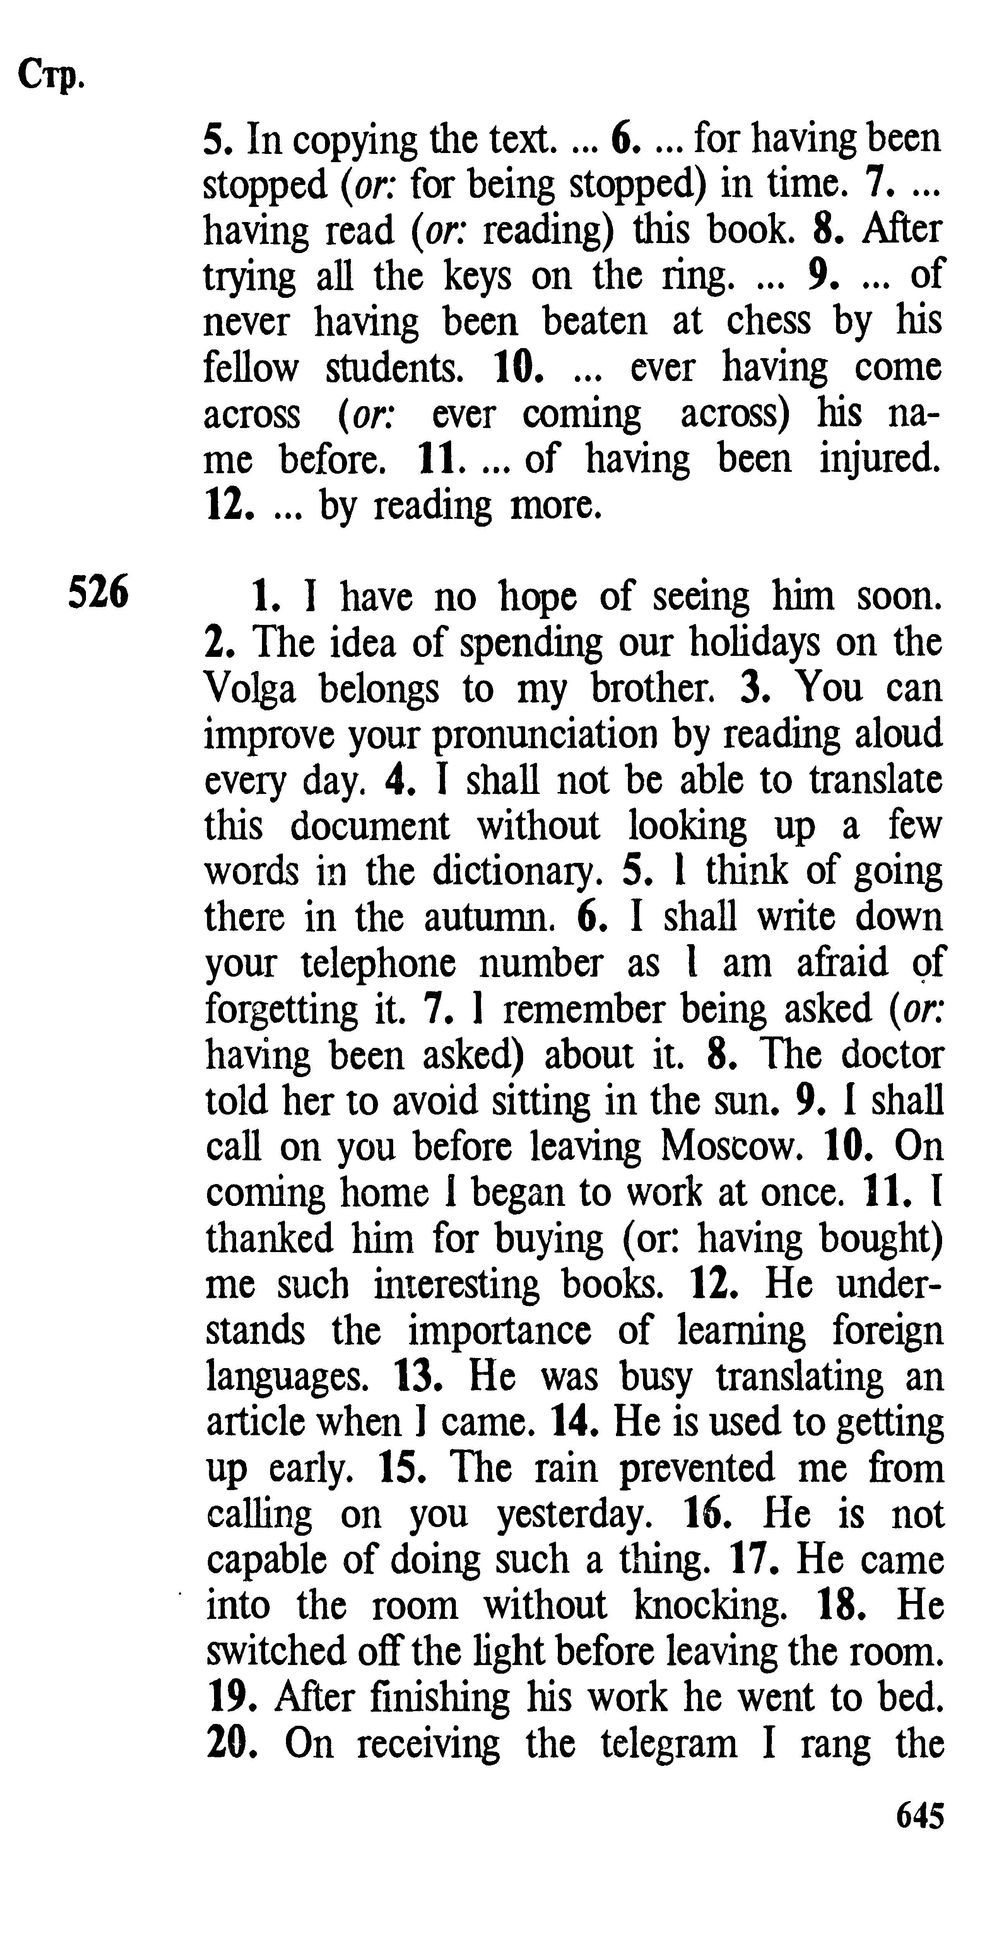 Стр.
5. In copying the text. ... 6. ... for having been
stopped (or: for being stopped) in time. 7. ...
having read (or: reading) this book. 8. After
trying all the keys on the ring. ... 9. ... of
never having been beaten at chess by his
fellow students. 10. ... ever having come
across (or: ever coming across) his na-
me before. 11. ... of having been injured.
12. ... by reading more.
526 1. I have no hope of seeing him soon.
2. The idea of spending our holidays on the
Volga belongs to my brother. 3. You can
improve your pronunciation by reading aloud
every day. 4. I shall not be able to translate
this document without looking up a few
words in the dictionary. 5. I think of going
there in the autumn. 6. I shall write down
your telephone number as I am afraid of
forgetting it. 7. I remember being asked (or:
having been asked) about it. 8. The doctor
told her to avoid sitting in the sun. 9. I shall
call on you before leaving Moscow. 10. On
coming home I began to work at once. 11. I
thanked him for buying (or: having bought)
me such interesting books. 12. He under-
stands the importance of learning foreign
languages. 13. He was busy translating an
article when I came. 14. He is used to getting
up early. 15. The rain prevented me from
calling on you yesterday. 16. He is not
capable of doing such a thing. 17. He came
into the room without knocking. 18. He
switched off the light before leaving the room.
19. After finishing his work he went to bed.
20. On receiving the telegram I rang the
645